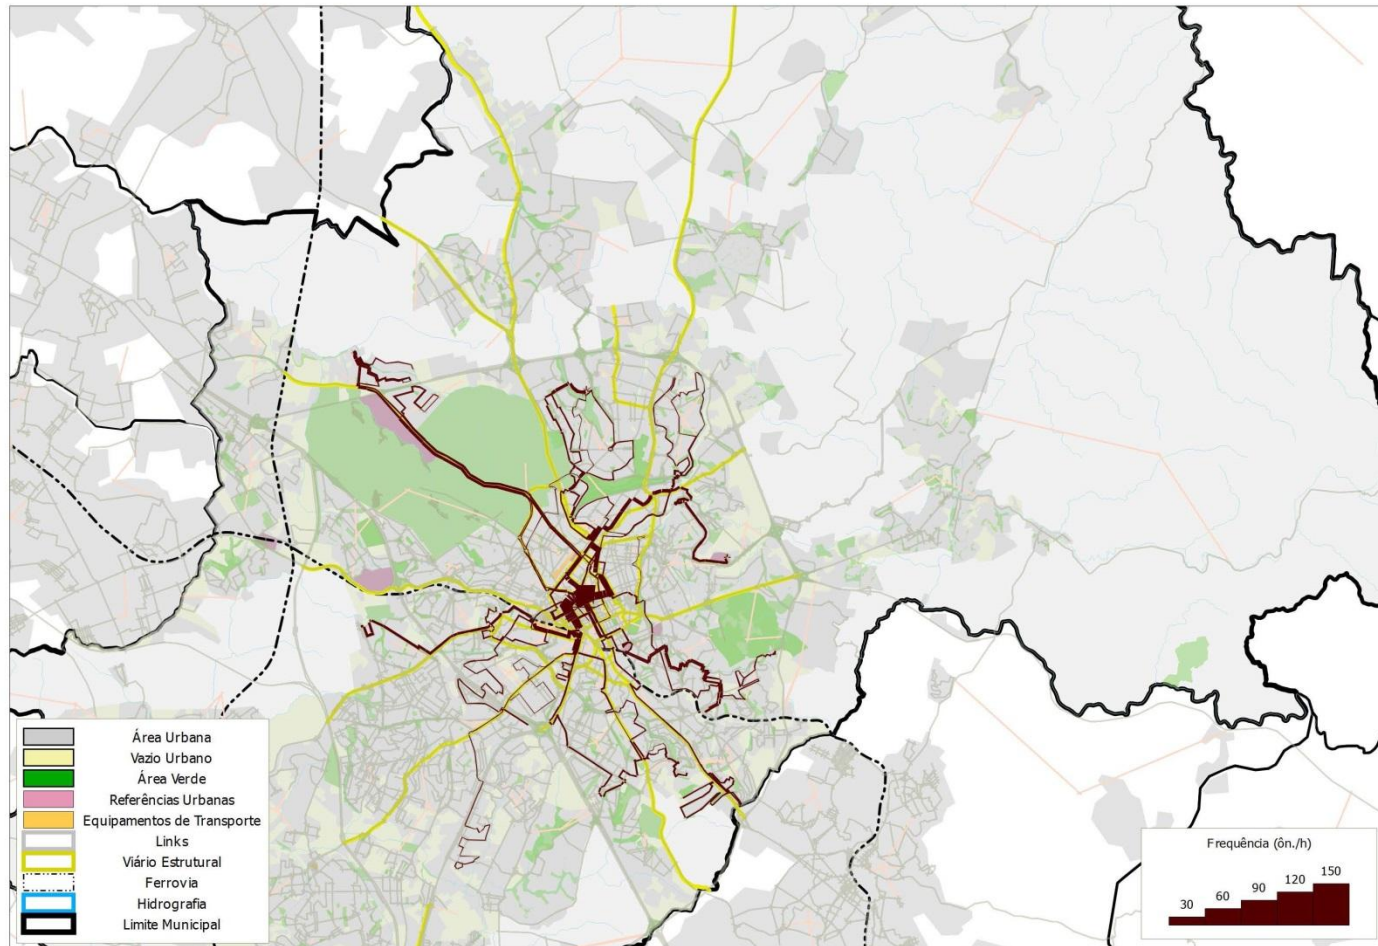 Área Urbana
Vazio Urbano
Área Verde
Referências Urbanas
Equipamentos de Transporte
Links
Viário Estrutural
Ferrovia
Hidrografia
Limite Municipal
Frequência (ôn./h)
30 60 90 120 150